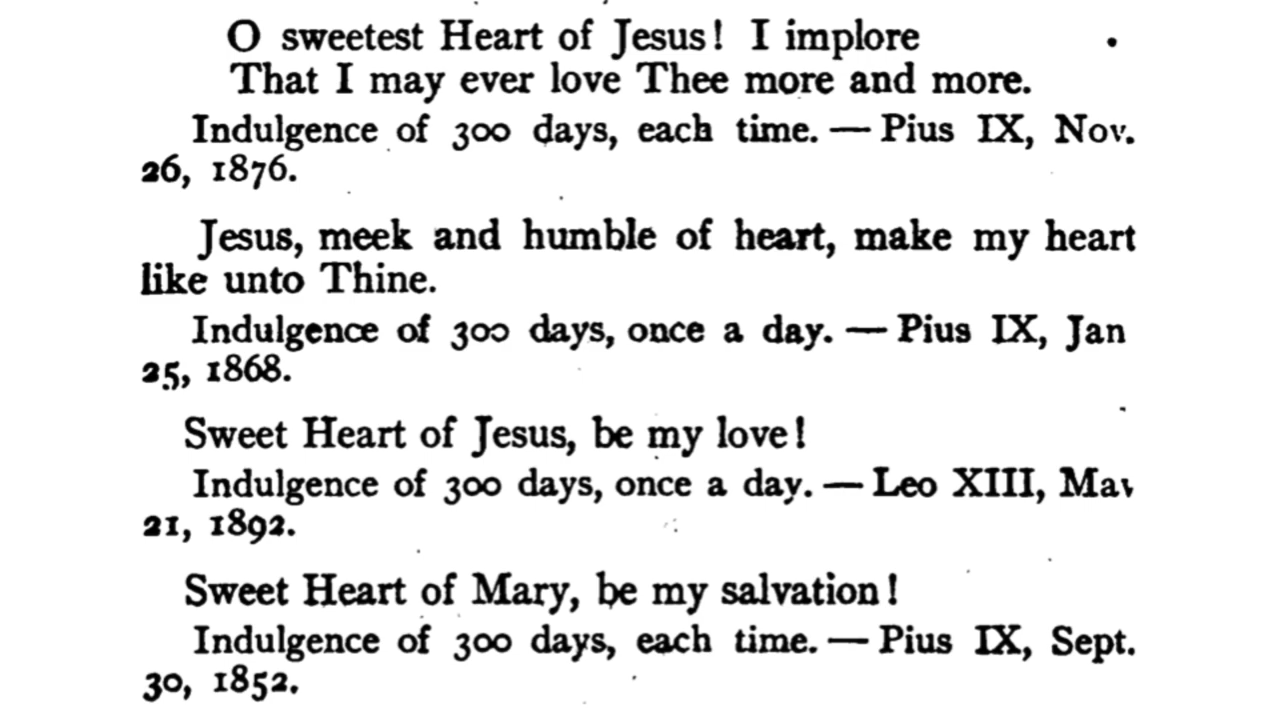 O sweetest Heart of Jesus! I implore
That I may ever love Thee more and more.
Indulgence of 300 days, each time. — Pius IX, Nov.
26, 1876.
Jesus, meek and humble of heart, make my heart
like unto Thine.
Indulgence of 300 days, once a day. — Pius IX, Jan
25, 1868.
Sweet Heart of Jesus, be my love!
Indulgence of 300 days, once a day. — Leo XIII, May
21, 1892.
Sweet Heart of Mary, be my salvation!
Indulgence of 300 days, each time. — Pius IX, Sept.
30, 1852.